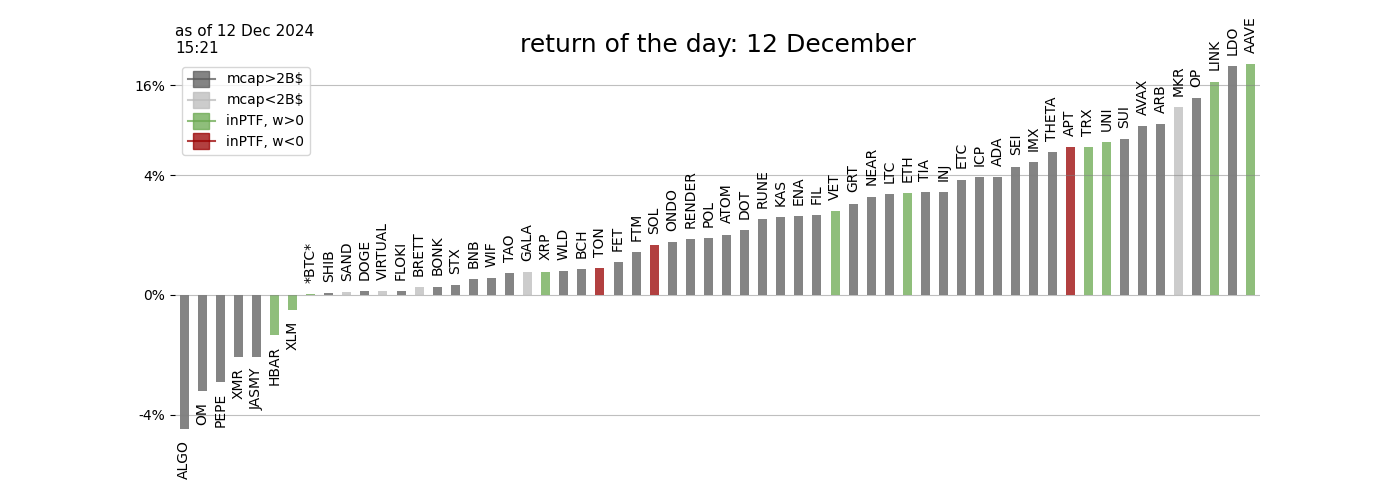 as of 12 Dec 2024
15:21
return of the day: 12 December
mcap>2B$
mcap<2B$
inPTF, w>0
inPTF, w<0
16%
4%
0%
-4%
ALGO
OM
PEPE
XMR
JASMY
HBAR
XLM
*BTC*
SHIB
SAND
DOGE
VIRTUAL
FLOKI
BRETT
BONK
STX
BNB
WIF
TAO
GALA
XRP
WLD
BCH
TON
FET
FTM
SOL
ONDO
RENDER
POL
ATOM
DOT
RUNE
KAS
ENA
FIL
VET
GRT
NEAR
LTC
ETH
TIA
INJ
ETC
ICP
ADA
SEI
IMX
THETA
APT
TRX
UNI
SUI
AVAX
ARB
MKR
OP
LINK
LDO
AAVE